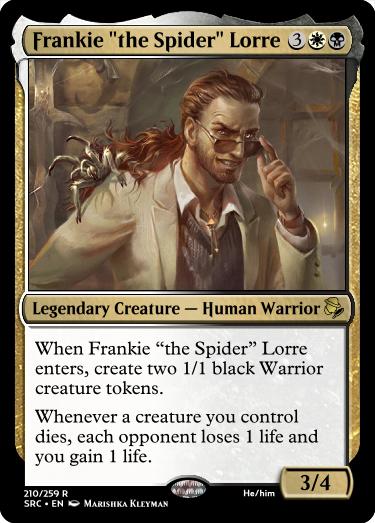 Frankie "the Spider" Lorre 3
Legendary Creature — Human Warrior
When Frankie “the Spider” Lorre
enters, create two 1/1 black Warrior
creature tokens.
Whenever a creature you control
dies, each opponent loses 1 life and
you gain 1 life.
3/4
210/259 R
SRC • EN Marishka Kleyman
He/him